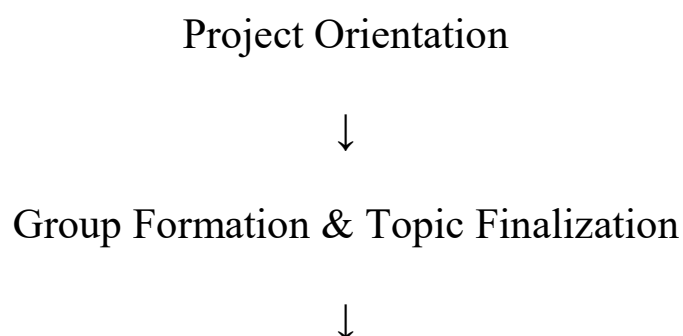 Project Orientation
↓
Group Formation & Topic Finalization
↓